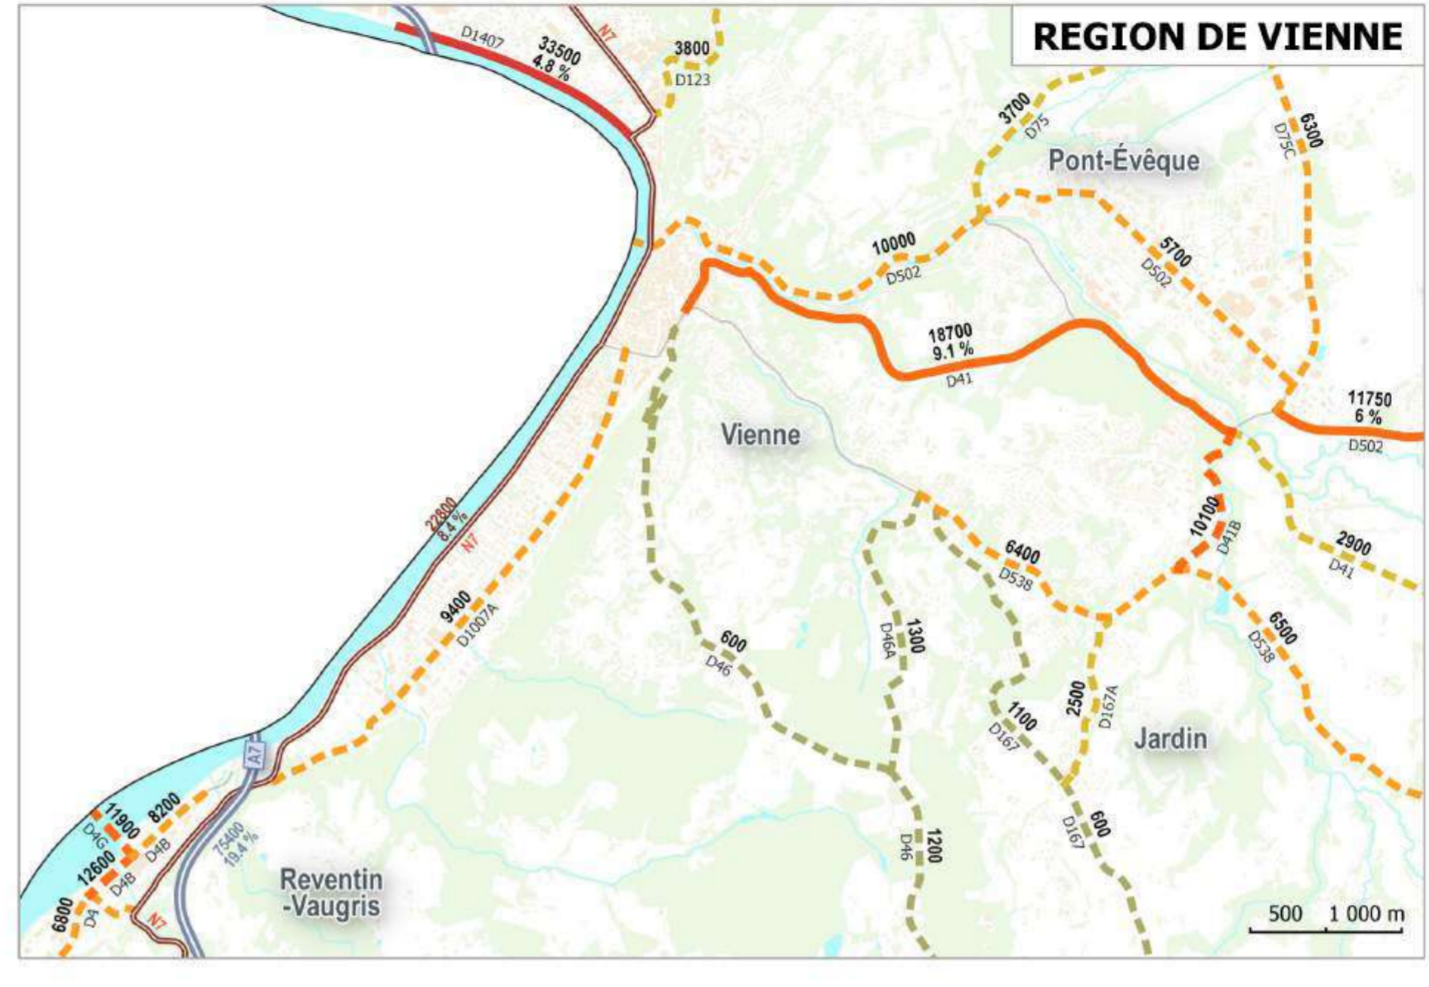 REGION DE VIENNE
D1407
33500
4.8 %
N7
3800
D123
3700
D75
6300
D75C
Pont-Évêque
10000
D502
5700
D502
18700
9.1 %
D41
11750
6 %
D502
Vienne
22800
8.4 %
N7
9400
D1007A
10100
D41B
2900
D41
6400
D538
1300
D46A
600
D46
6500
D538
2500
D167A
1100
D167
Jardin
A7
75400
19.4 %
8200
D4B
11900
D4G
12600
D4B
6800
D4
N7
Reventin
-Vaugris
1200
D46
600
D167
500 1 000 m